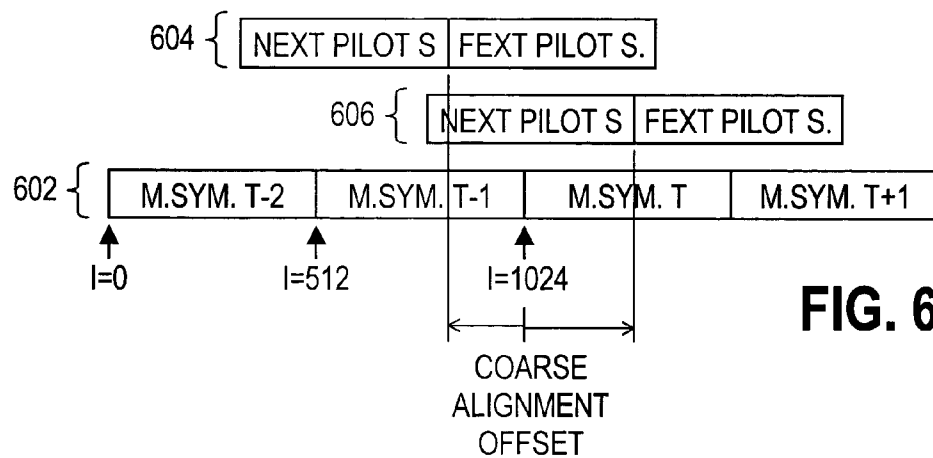 604 { NEXT PILOT S FEXT PILOT S.
606 { NEXT PILOT S FEXT PILOT S.
602 { M.SYM. T-2 M.SYM. T-1 M.SYM. T M.SYM. T+1
I=0 I=512 I=1024
FIG. 6
COARSE
ALIGNMENT
OFFSET